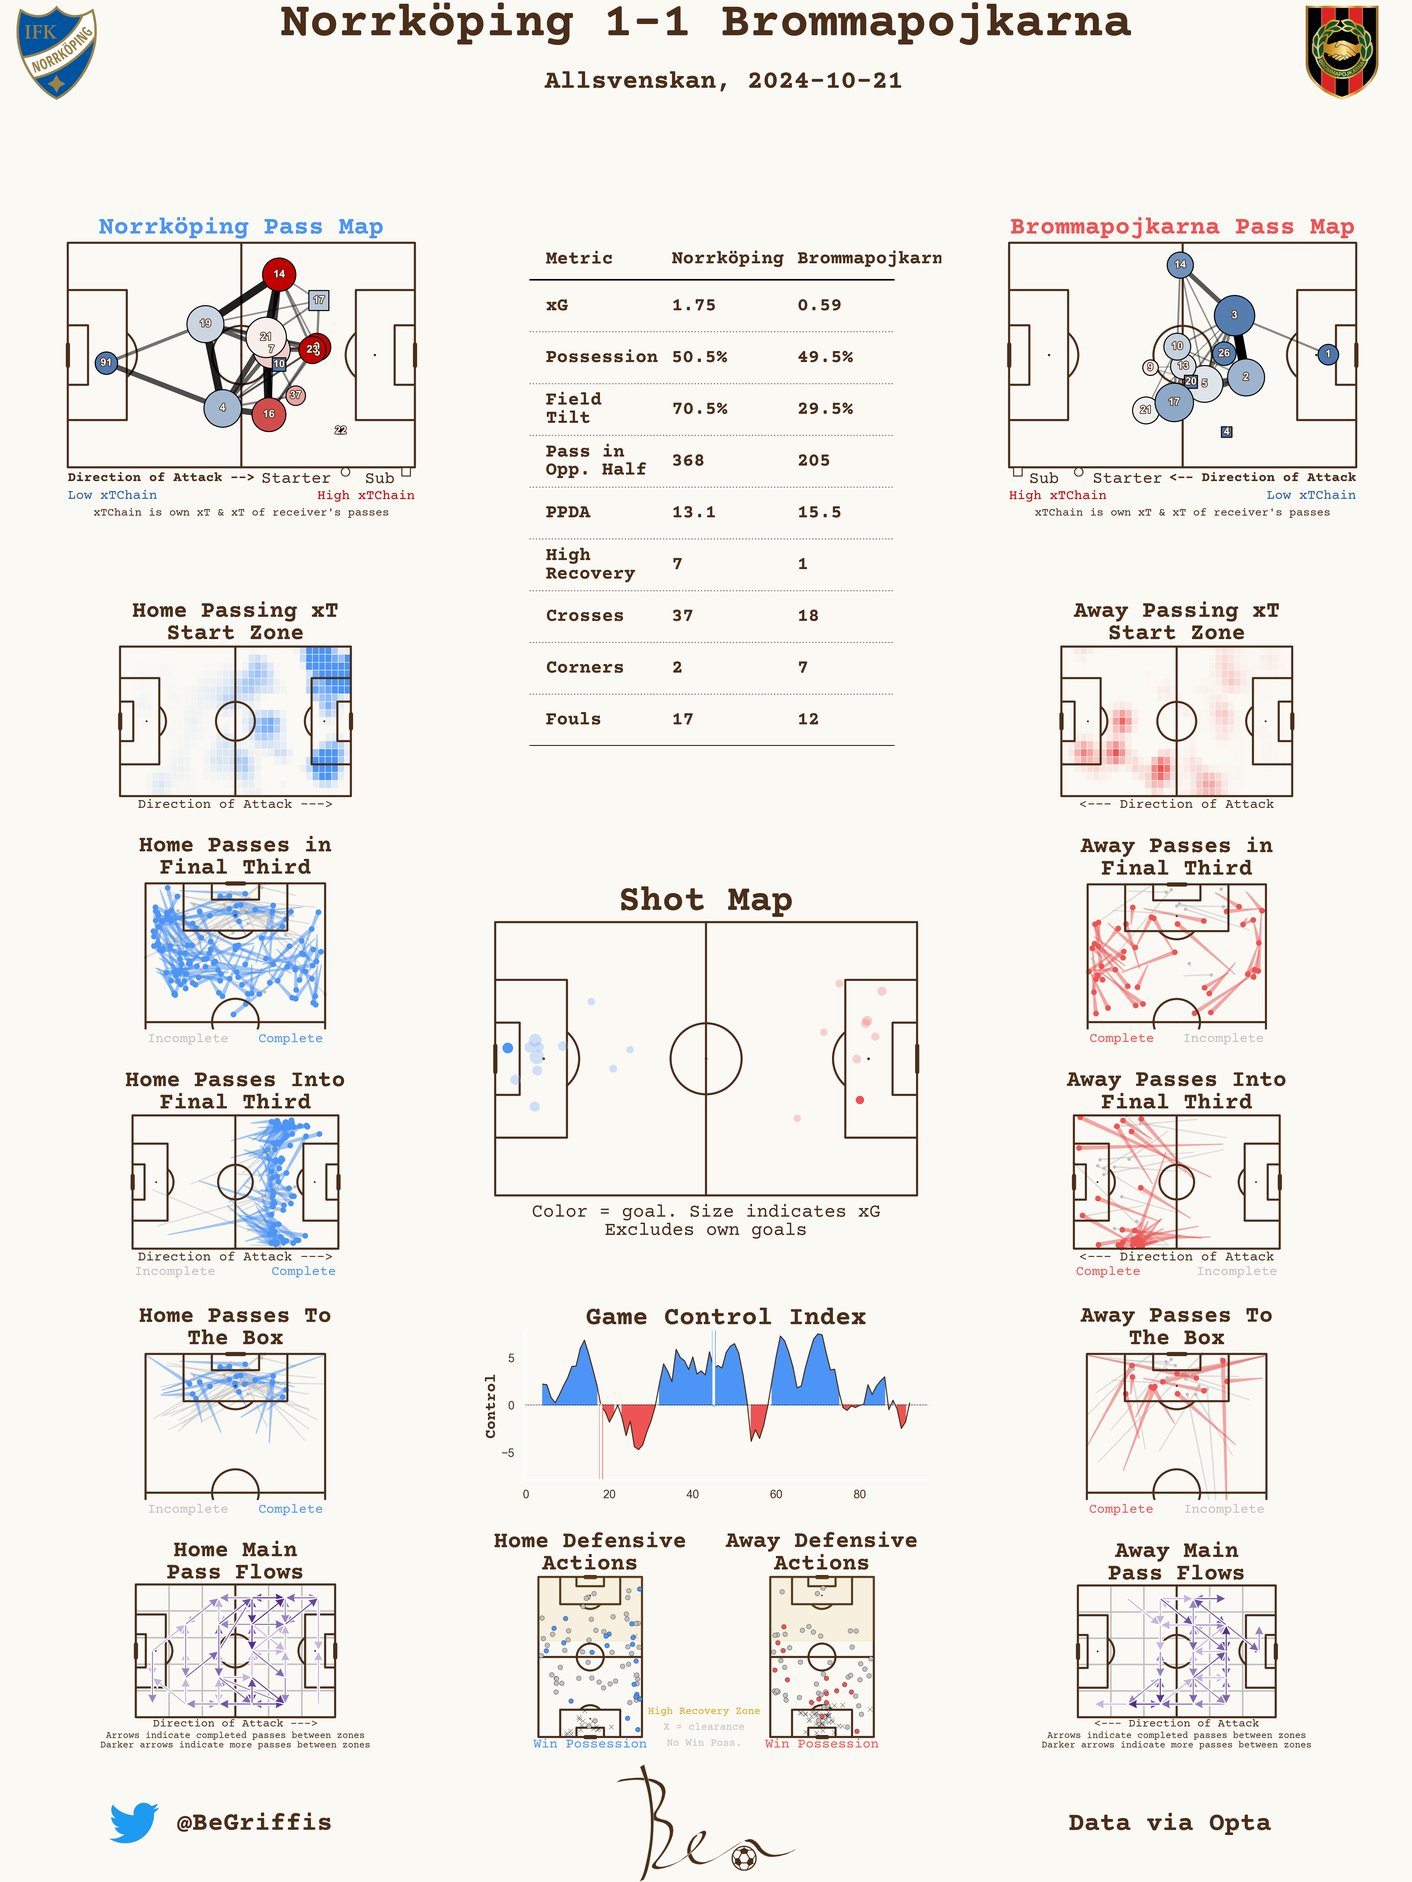 Norrköping 1-1 Brommapojkarna
Allsvenskan, 2024-10-21
IFK
NORRKÖPING
BROMMAPOJKARNA
Norrköping Pass Map
14
17
19
21
7
23
10
91
37
4
16
22
Direction of Attack --> Starter Sub
Low xTChain High xTChain
xTChain is own xT & xT of receiver's passes
Metric Norrköping Brommapojkarn
xG 1.75 0.59
Possession 50.5% 49.5%
Field
Tilt 70.5% 29.5%
Pass in
Opp. Half 368 205
PPDA 13.1 15.5
High
Recovery 7 1
Crosses 37 18
Corners 2 7
Fouls 17 12
Brommapojkarna Pass Map
14
3
10
26
1
9
13
20
5
2
17
21
4
Sub Starter <-- Direction of Attack
High xTChain Low xTChain
xTChain is own xT & xT of receiver's passes
Home Passing xT
Start Zone
Direction of Attack --->
Away Passing xT
Start Zone
<--- Direction of Attack
Home Passes in
Final Third
Incomplete Complete
Away Passes in
Final Third
Complete Incomplete
Shot Map
Color = goal. Size indicates xG
Excludes own goals
Home Passes Into
Final Third
Direction of Attack --->
Incomplete Complete
Away Passes Into
Final Third
<--- Direction of Attack
Complete Incomplete
Home Passes To
The Box
Incomplete Complete
Game Control Index
Control
5
0
−5
0 20 40 60 80
Away Passes To
The Box
Complete Incomplete
Home Main
Pass Flows
Direction of Attack --->
Arrows indicate completed passes between zones
Darker arrows indicate more passes between zones
Home Defensive
Actions
Win Possession
Away Defensive
Actions
Win Possession
High Recovery Zone
X = clearance
No Win Poss.
Away Main
Pass Flows
<--- Direction of Attack
Arrows indicate completed passes between zones
Darker arrows indicate more passes between zones
@BeGriffis
Ben
Data via Opta